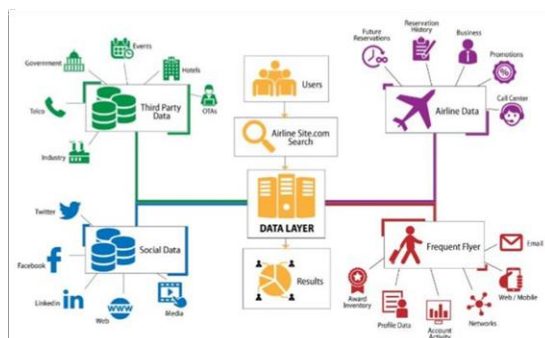 Events
Government
Hotels
Telco
Third Party
Data
OTAs
Industry
Users
Airline Site.com
Search
DATA LAYER
Results
Future
Reservations
Reservation
History
Business
Promotions
Airline Data
Call Center
Twitter
Facebook
Social Data
Linkedin
Web
Media
Frequent Flyer
Email
Award
Inventory
Web / Mobile
Profile Data
Account
Activity
Networks